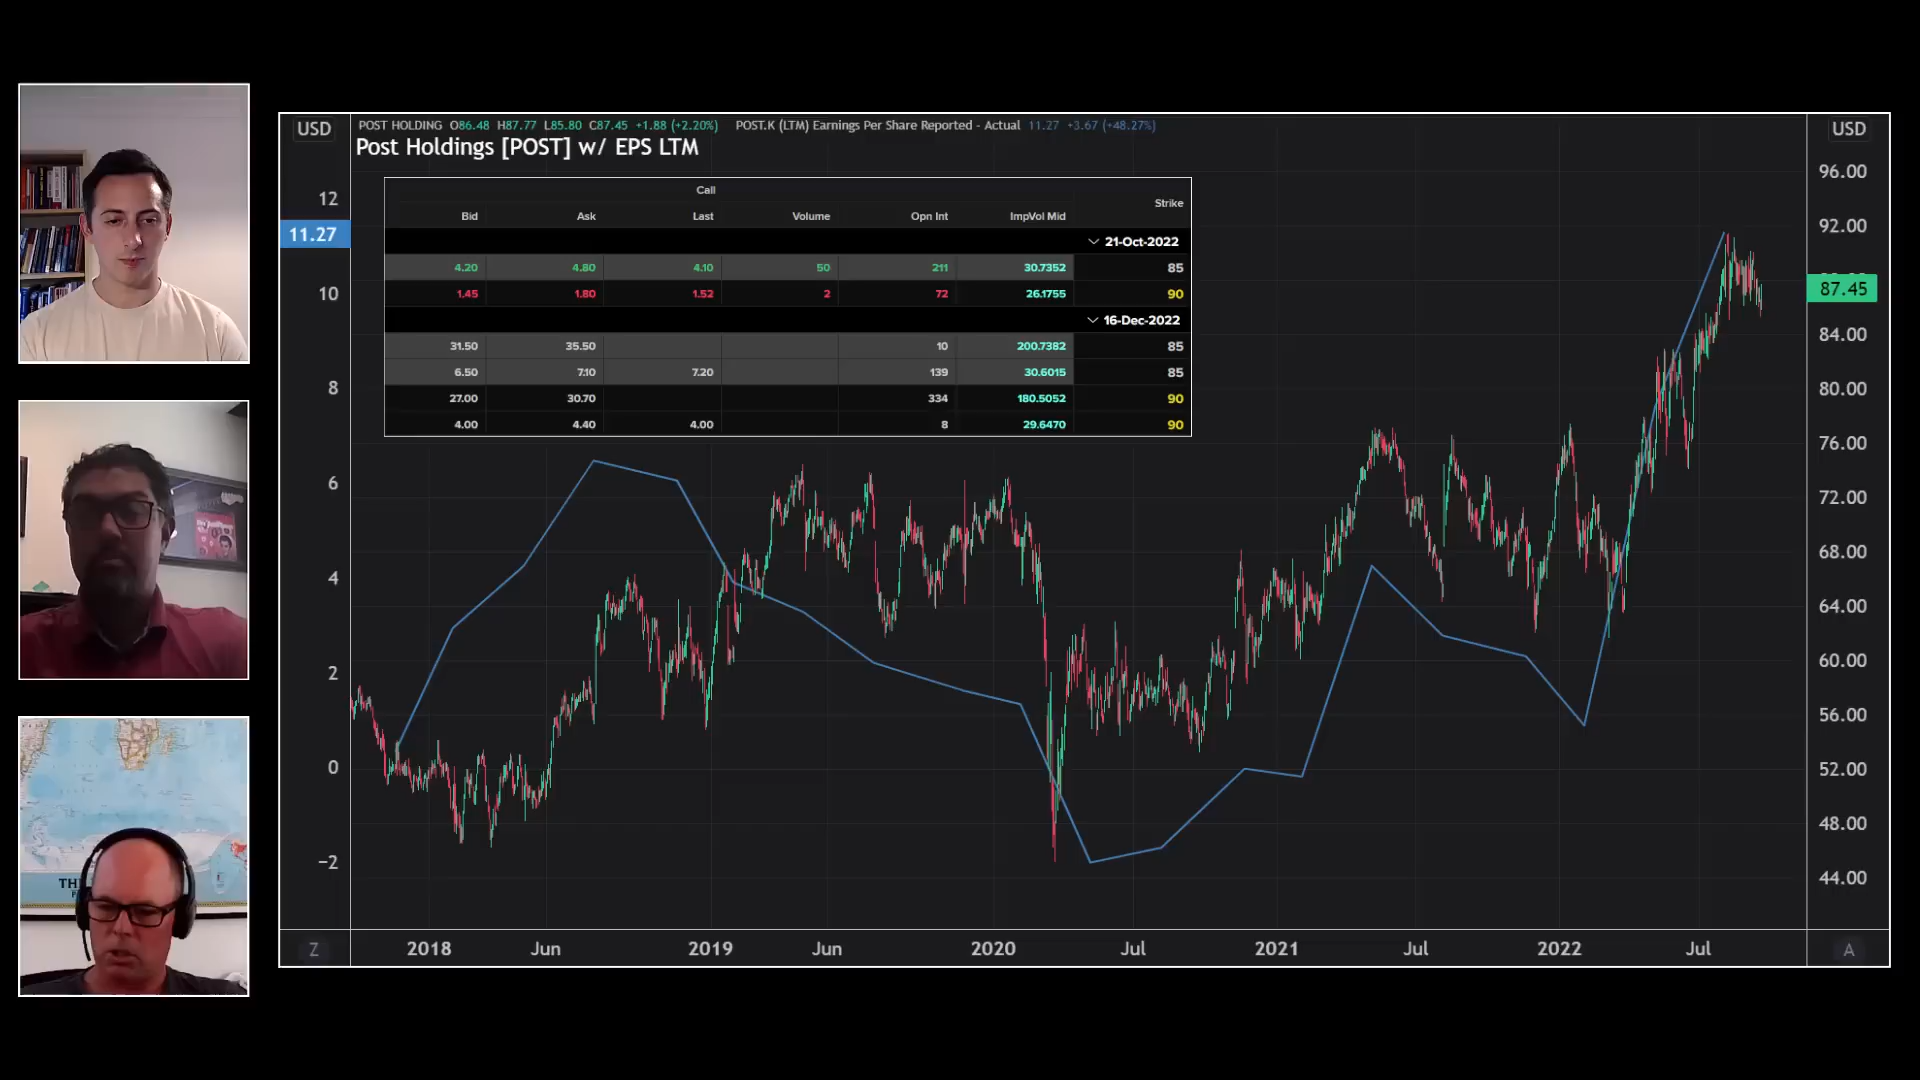 USD
POST HOLDING O86.48 H87.77 L85.80 C87.45 +1.88 (+2.20%) POST.K (LTM) Earnings Per Share Reported - Actual 11.27 +3.67 (+48.27%)
USD
Post Holdings [POST] w/ EPS LTM
Call
Bid Ask Last Volume Opn Int ImpVol Mid Strike
21-Oct-2022
4.20 4.80 4.10 50 211 30.7352 85
1.45 1.80 1.52 2 72 26.1755 90
16-Dec-2022
31.50 35.50 10 200.7382 85
6.50 7.10 7.20 139 30.6015 85
27.00 30.70 334 180.5052 90
4.00 4.40 4.00 8 29.6470 90
12
11.27
10
8
6
4
2
0
−2
96.00
92.00
87.45
84.00
80.00
76.00
72.00
68.00
64.00
60.00
56.00
52.00
48.00
44.00
Z 2018 Jun 2019 Jun 2020 Jul 2021 Jul 2022 Jul A